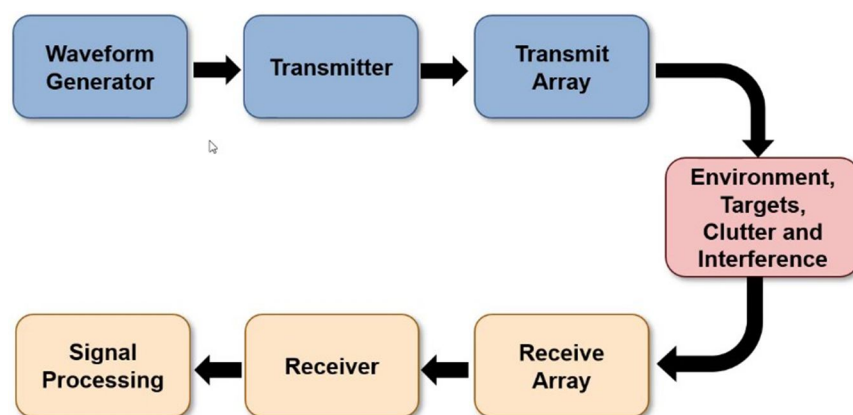 Waveform
Generator
Transmitter
Transmit
Array
Environment,
Targets,
Clutter and
Interference
Signal
Processing
Receiver
Receive
Array